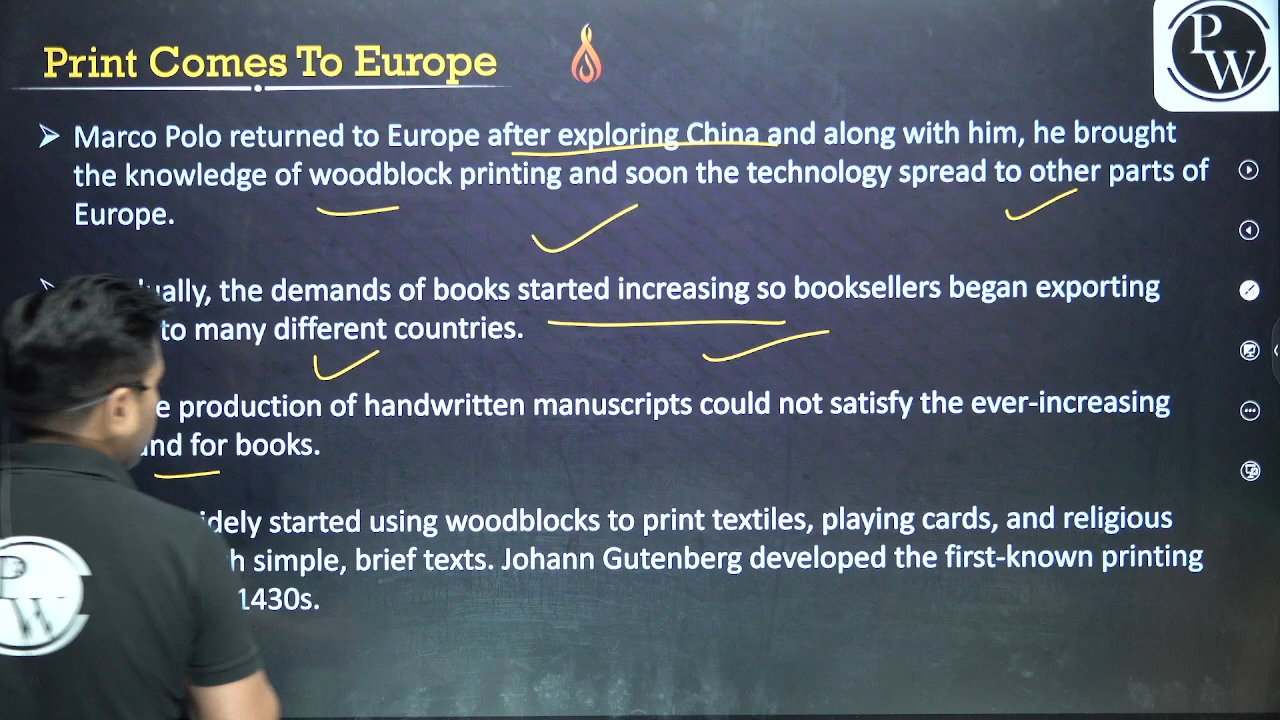 Print Comes To Europe
PW
Marco Polo returned to Europe after exploring China and along with him, he brought
the knowledge of woodblock printing and soon the technology spread to other parts of
Europe.
ually, the demands of books started increasing so booksellers began exporting
to many different countries.
e production of handwritten manuscripts could not satisfy the ever-increasing
and for books.
idely started using woodblocks to print textiles, playing cards, and religious
h simple, brief texts. Johann Gutenberg developed the first-known printing
1430s.
PW